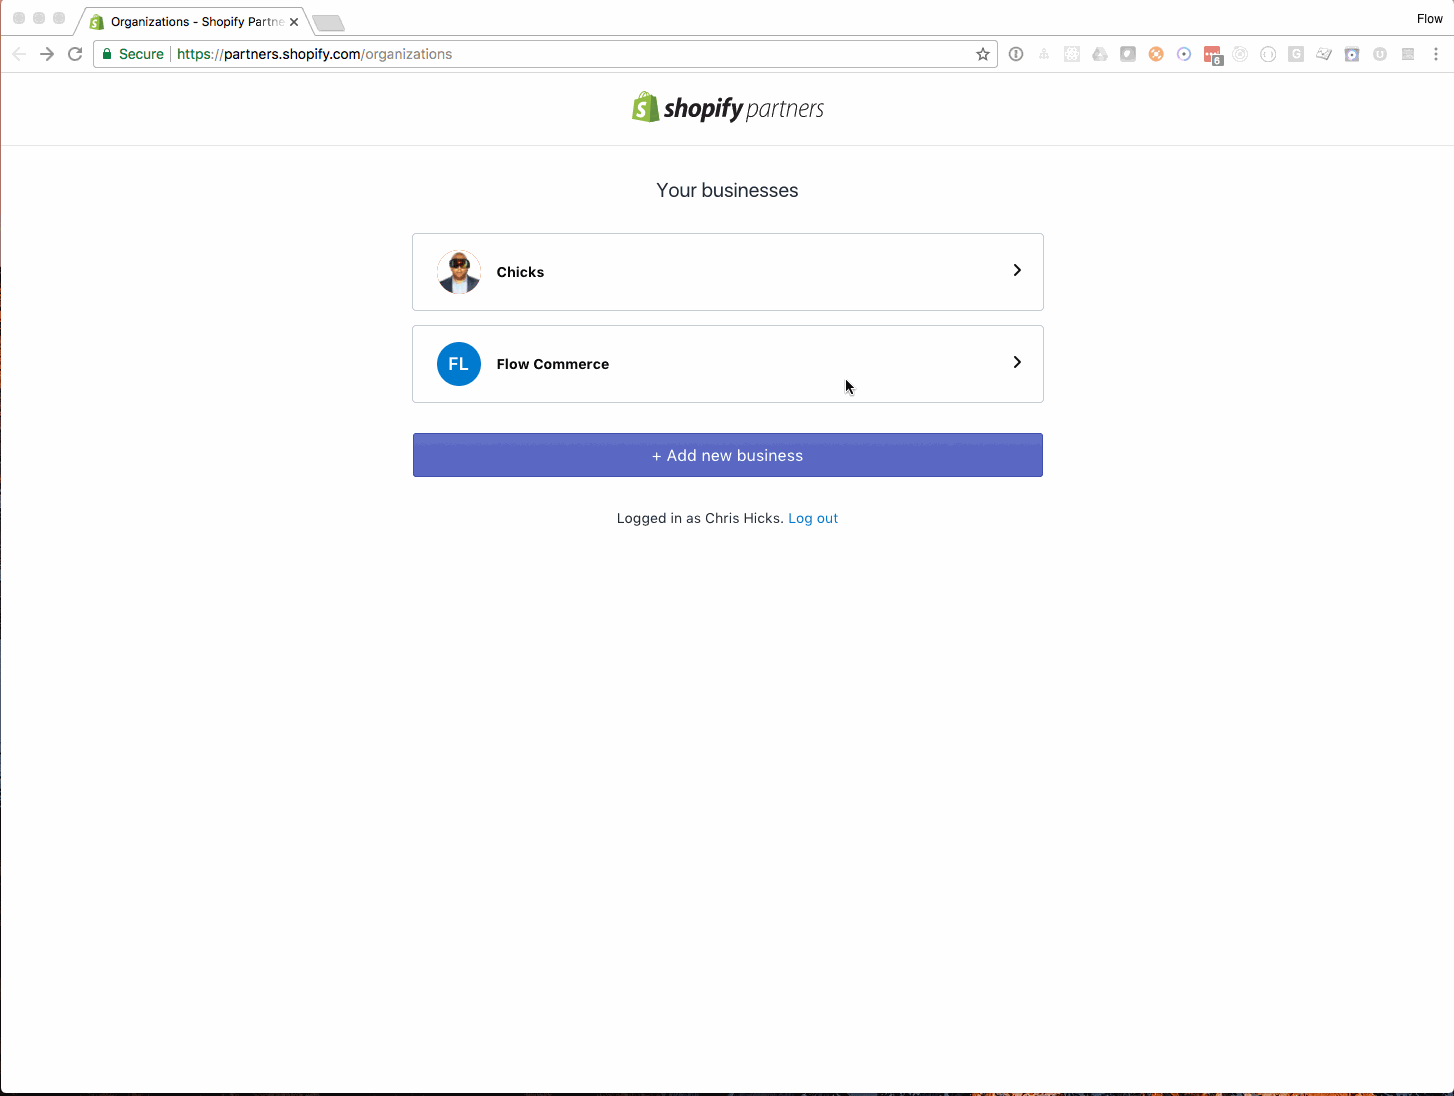 Organizations - Shopify Partne
Flow
Secure
https://partners.shopify.com/organizations
6
G
shopify partners
Your businesses
Chicks
FL
Flow Commerce
+ Add new business
Logged in as Chris Hicks. Log out